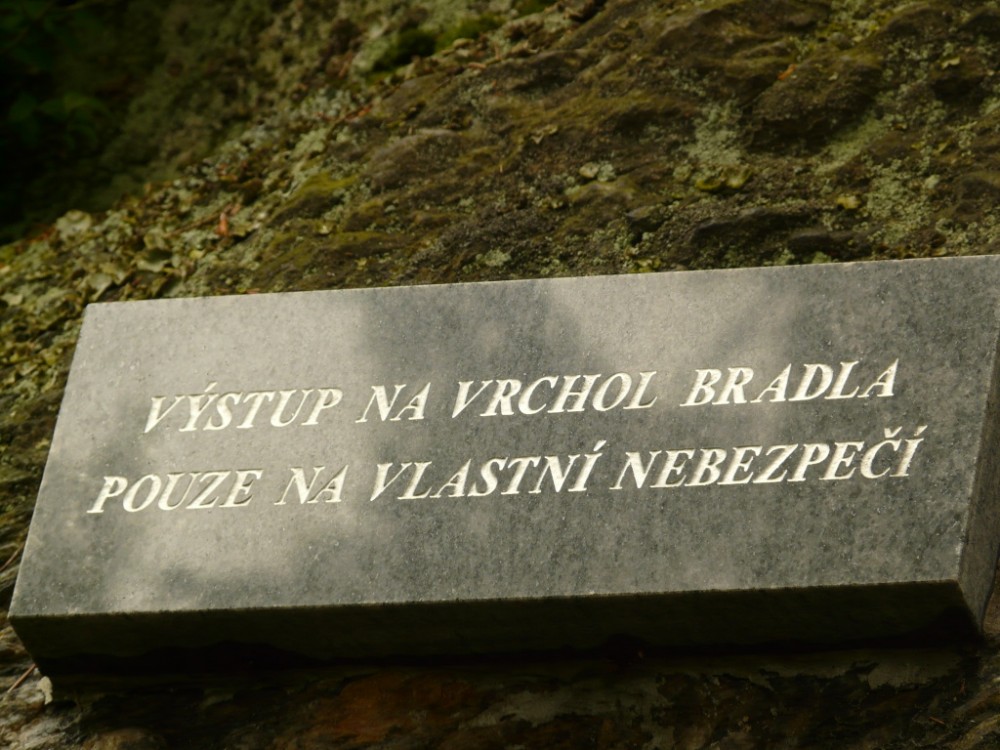 VÝSTUP NA VRCHOL BRADLA
POUZE NA VLASTNÍ NEBEZPEČÍ